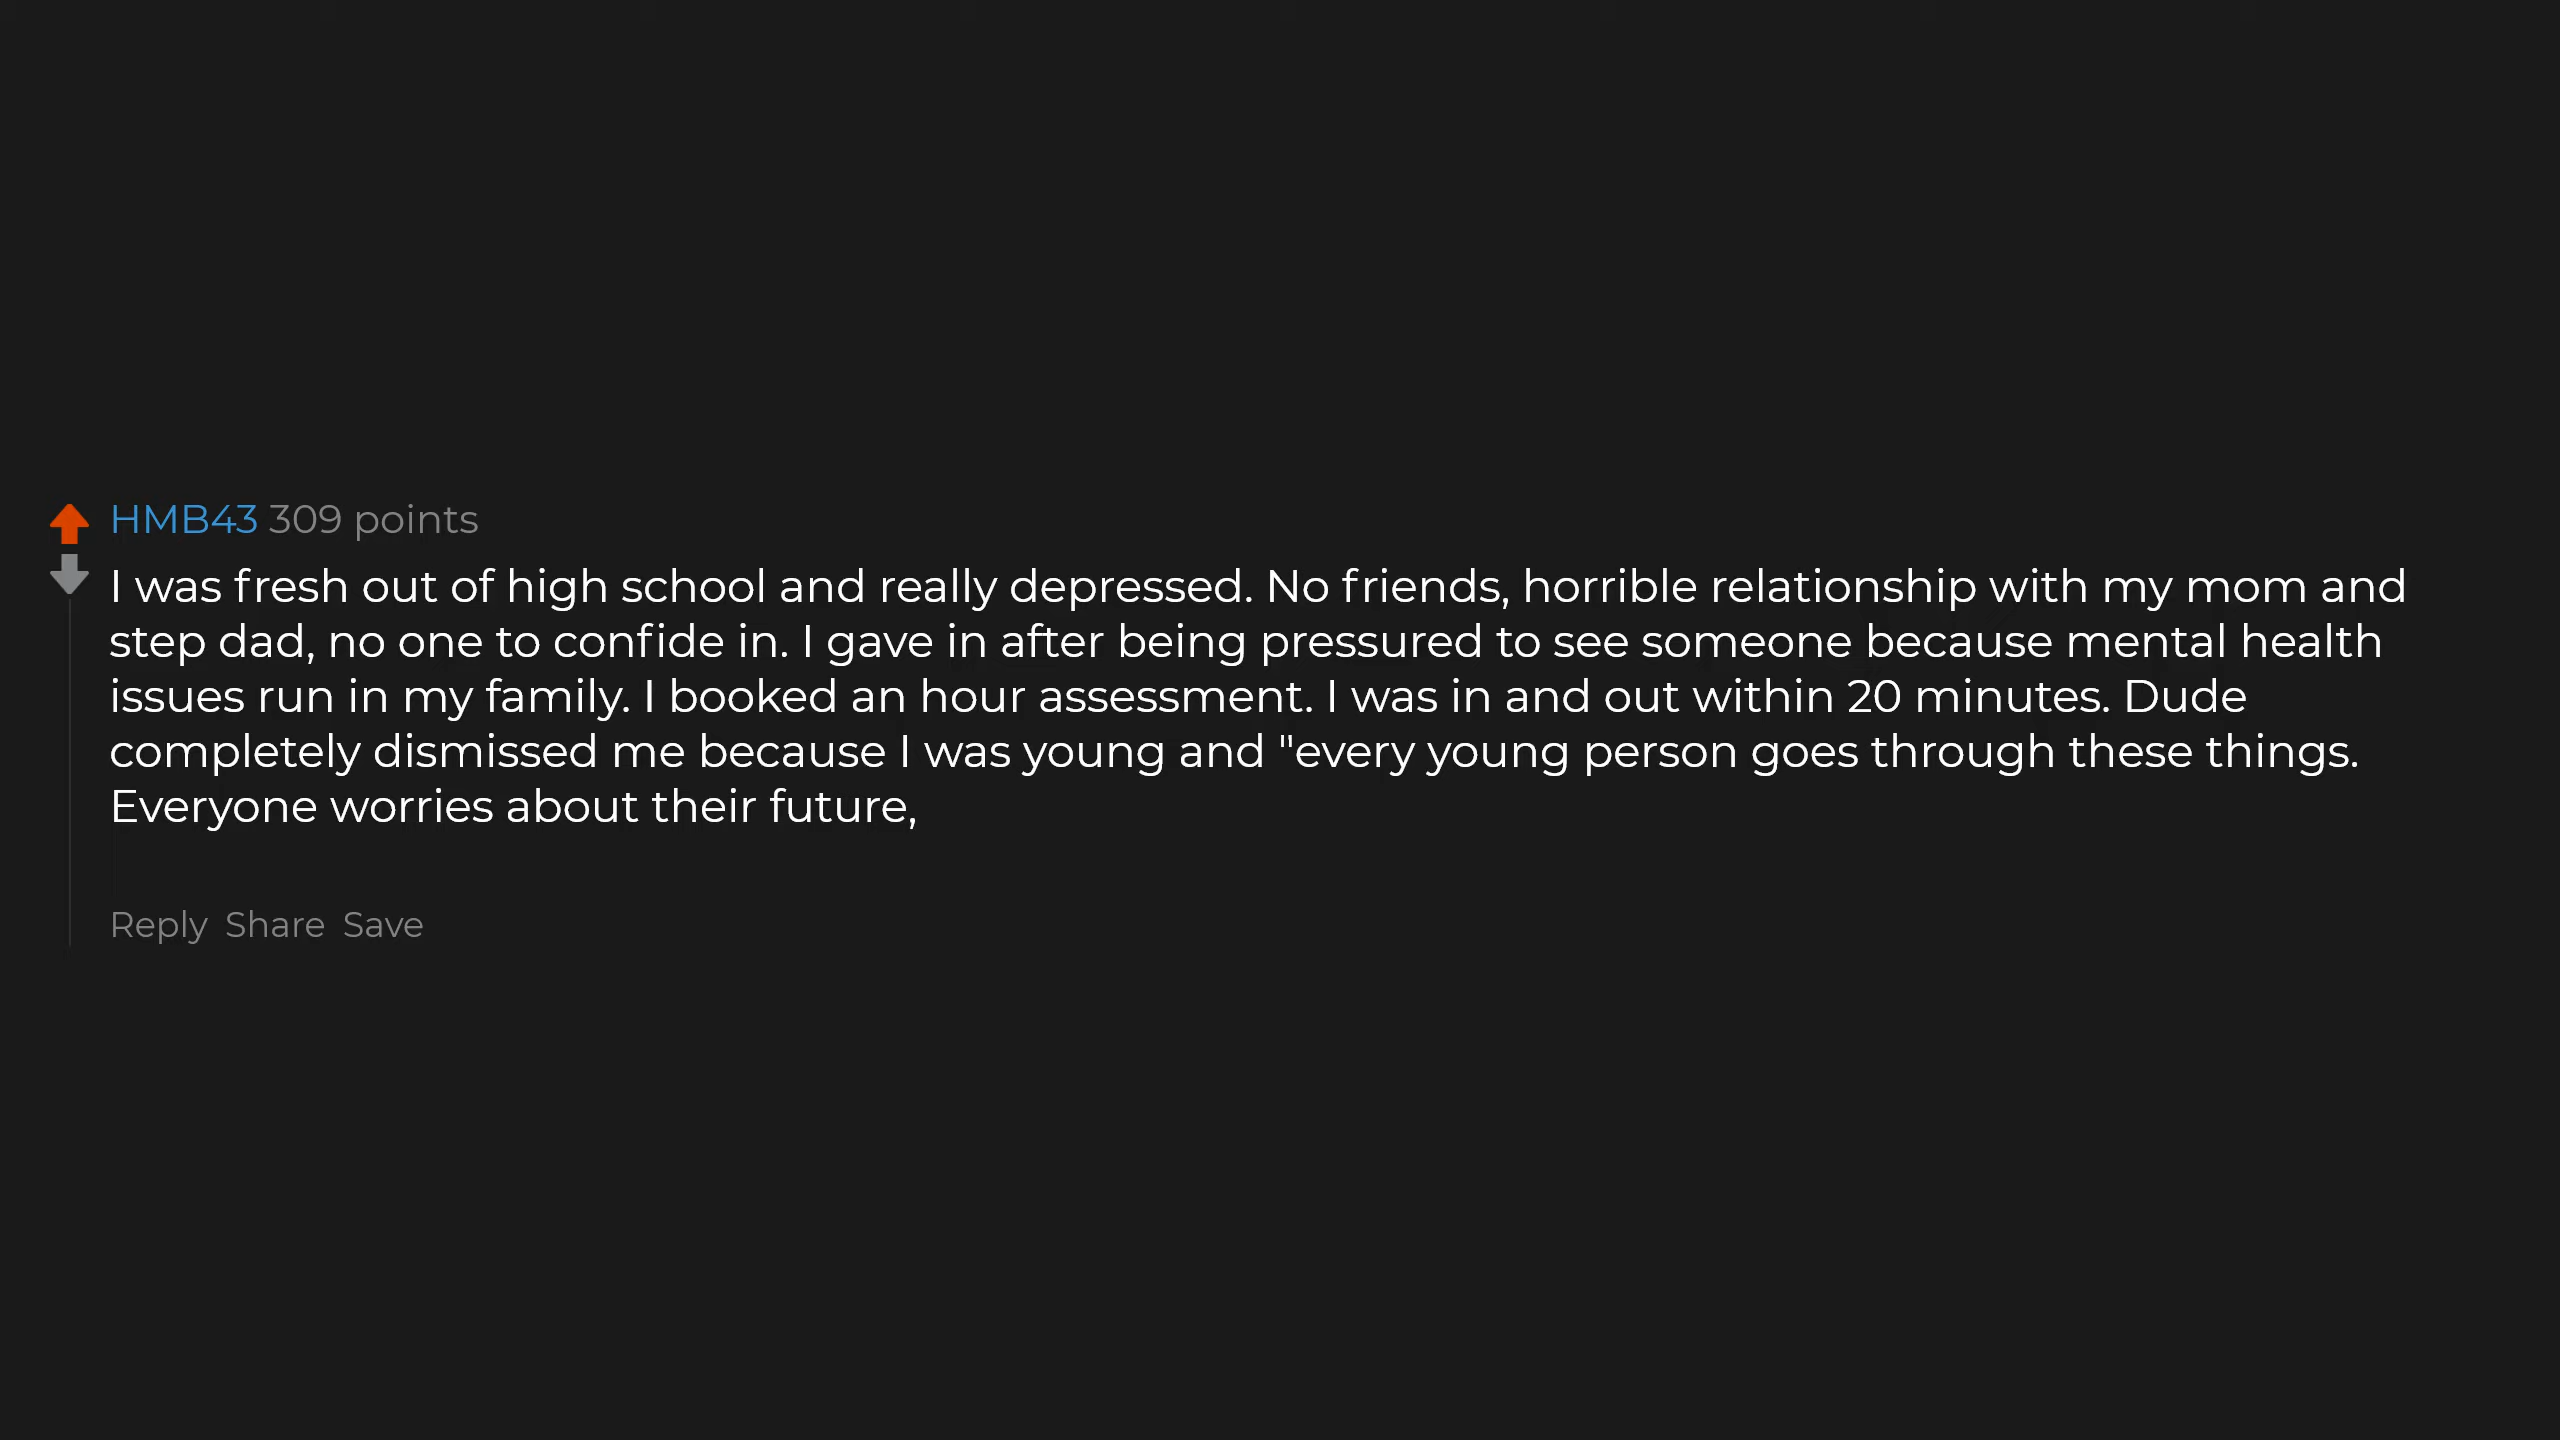 HMB43 309 points
I was fresh out of high school and really depressed. No friends, horrible relationship with my mom and
step dad, no one to confide in. I gave in after being pressured to see someone because mental health
issues run in my family. I booked an hour assessment. I was in and out within 20 minutes. Dude
completely dismissed me because I was young and "every young person goes through these things.
Everyone worries about their future,
Reply Share Save